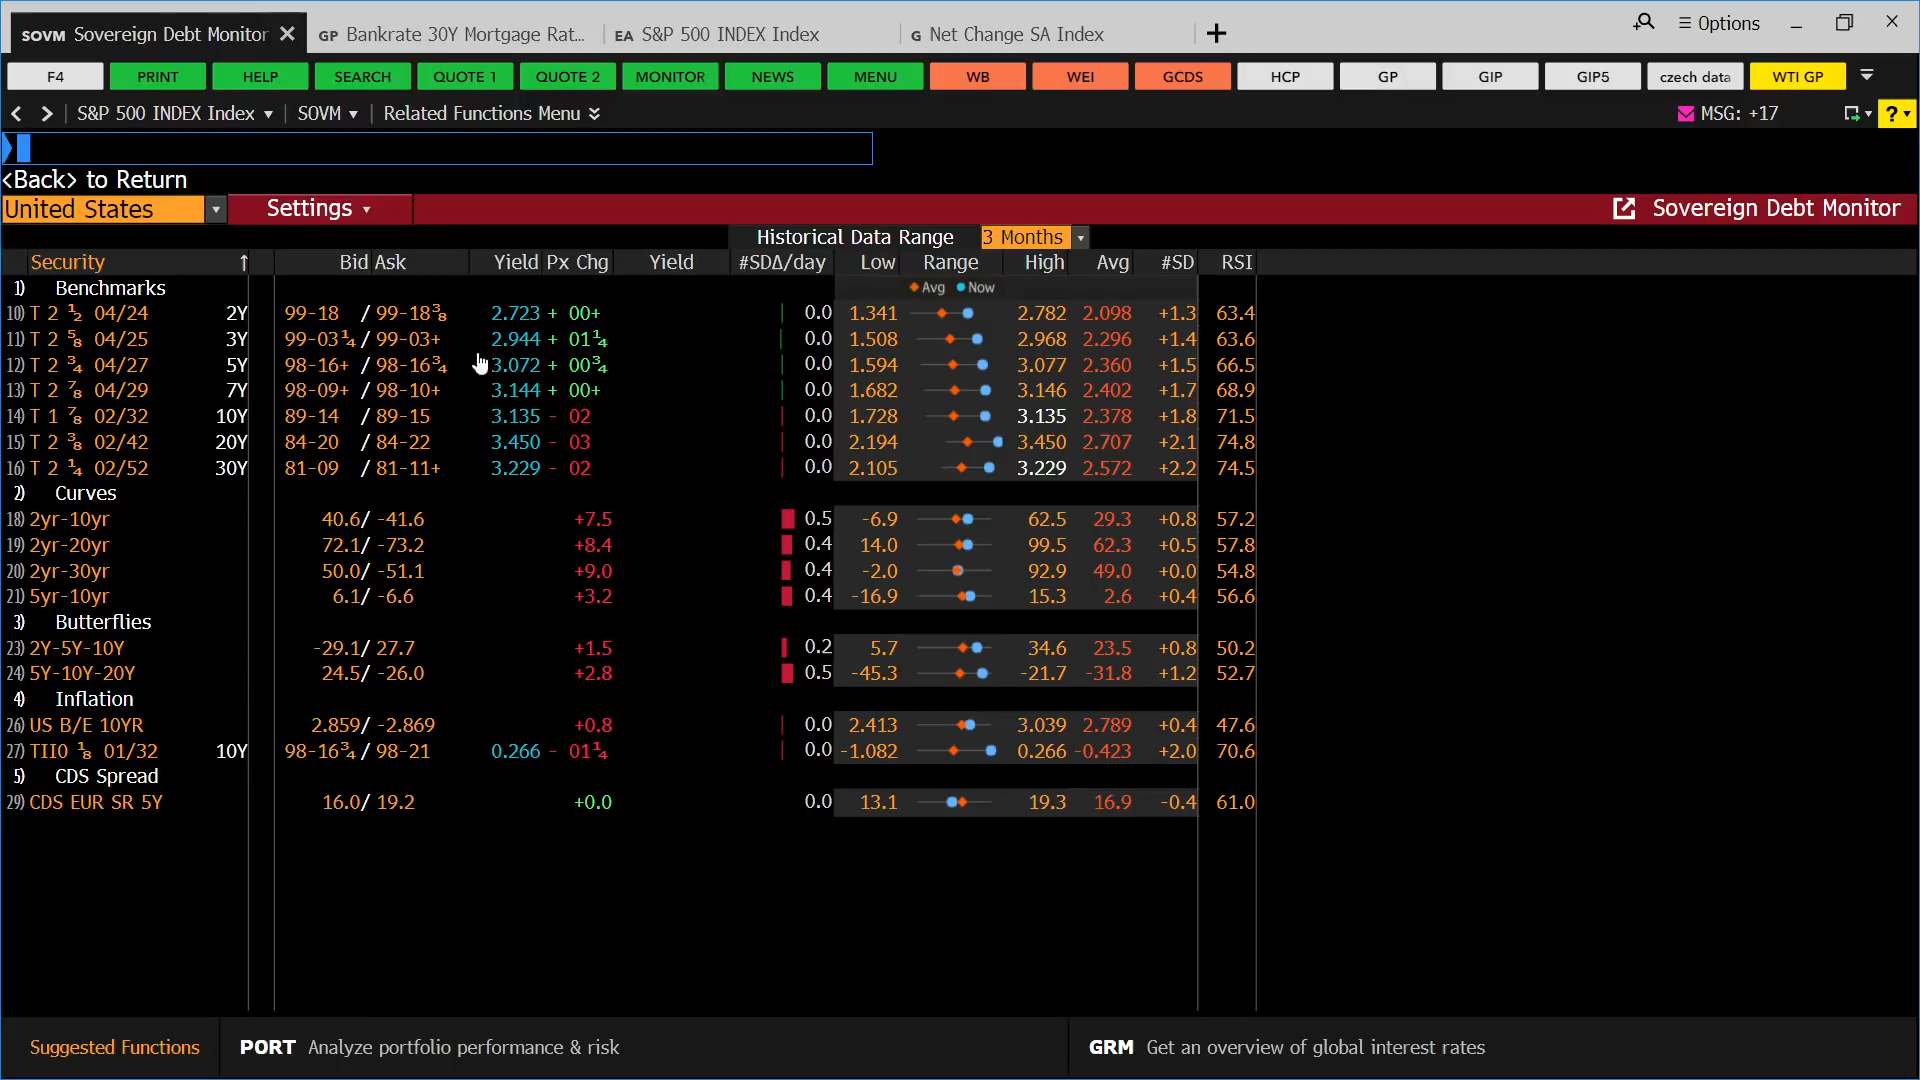 SOVM Sovereign Debt Monitor GP Bankrate 30Y Mortgage Rat... EA S&P 500 INDEX Index G Net Change SA Index + Options
F4 PRINT HELP SEARCH QUOTE 1 QUOTE 2 MONITOR NEWS MENU WB WEI GCDS HCP GP GIP GIP5 czech data WTI GP
S&P 500 INDEX Index SOVM Related Functions Menu MSG: +17 ?
<Back> to Return
United States Settings Sovereign Debt Monitor
Historical Data Range 3 Months
Security ↑ Bid Ask Yield Px Chg Yield #SDΔ/day Low Range High Avg #SD RSI
1) Benchmarks Avg Now
10) T 2 ½ 04/24 2Y 99-18 / 99-18⅜ 2.723 + 00+ 0.0 1.341 2.782 2.098 +1.3 63.4
11) T 2 ⅝ 04/25 3Y 99-03¼ / 99-03+ 2.944 + 01¼ 0.0 1.508 2.968 2.296 +1.4 63.6
12) T 2 ¾ 04/27 5Y 98-16+ / 98-16¾ 3.072 + 00¾ 0.0 1.594 3.077 2.360 +1.5 66.5
13) T 2 ⅞ 04/29 7Y 98-09+ / 98-10+ 3.144 + 00+ 0.0 1.682 3.146 2.402 +1.7 68.9
14) T 1 ⅞ 02/32 10Y 89-14 / 89-15 3.135 - 02 0.0 1.728 3.135 2.378 +1.8 71.5
15) T 2 ⅜ 02/42 20Y 84-20 / 84-22 3.450 - 03 0.0 2.194 3.450 2.707 +2.1 74.8
16) T 2 ¼ 02/52 30Y 81-09 / 81-11+ 3.229 - 02 0.0 2.105 3.229 2.572 +2.2 74.5
2) Curves
18) 2yr-10yr 40.6/ -41.6 +7.5 0.5 -6.9 62.5 29.3 +0.8 57.2
19) 2yr-20yr 72.1/ -73.2 +8.4 0.4 14.0 99.5 62.3 +0.5 57.8
20) 2yr-30yr 50.0/ -51.1 +9.0 0.4 -2.0 92.9 49.0 +0.0 54.8
21) 5yr-10yr 6.1/ -6.6 +3.2 0.4 -16.9 15.3 2.6 +0.4 56.6
3) Butterflies
23) 2Y-5Y-10Y -29.1/ 27.7 +1.5 0.2 5.7 34.6 23.5 +0.8 50.2
24) 5Y-10Y-20Y 24.5/ -26.0 +2.8 0.5 -45.3 -21.7 -31.8 +1.2 52.7
4) Inflation
26) US B/E 10YR 2.859/ -2.869 +0.8 0.0 2.413 3.039 2.789 +0.4 47.6
27) TII0 ⅛ 01/32 10Y 98-16¾ / 98-21 0.266 - 01¼ 0.0 -1.082 0.266 -0.423 +2.0 70.6
5) CDS Spread
29) CDS EUR SR 5Y 16.0/ 19.2 +0.0 0.0 13.1 19.3 16.9 -0.4 61.0
Suggested Functions PORT Analyze portfolio performance & risk GRM Get an overview of global interest rates